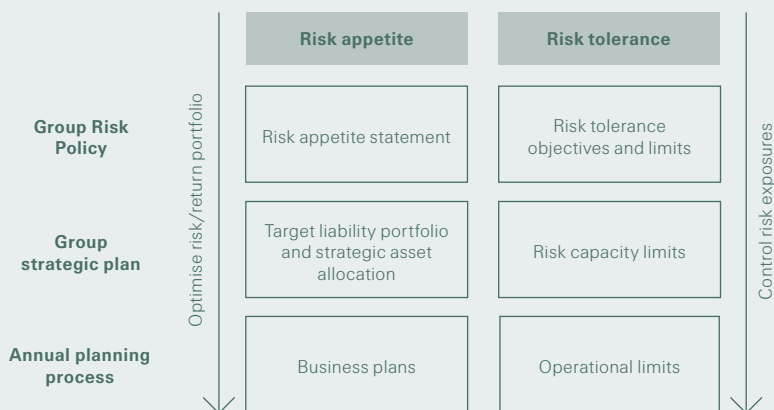 Risk appetite
Risk tolerance
Optimise risk/return portfolio
Control risk exposures
Group Risk
Policy
Risk appetite statement
Risk tolerance
objectives and limits
Group
strategic plan
Target liability portfolio
and strategic asset
allocation
Risk capacity limits
Annual planning
process
Business plans
Operational limits